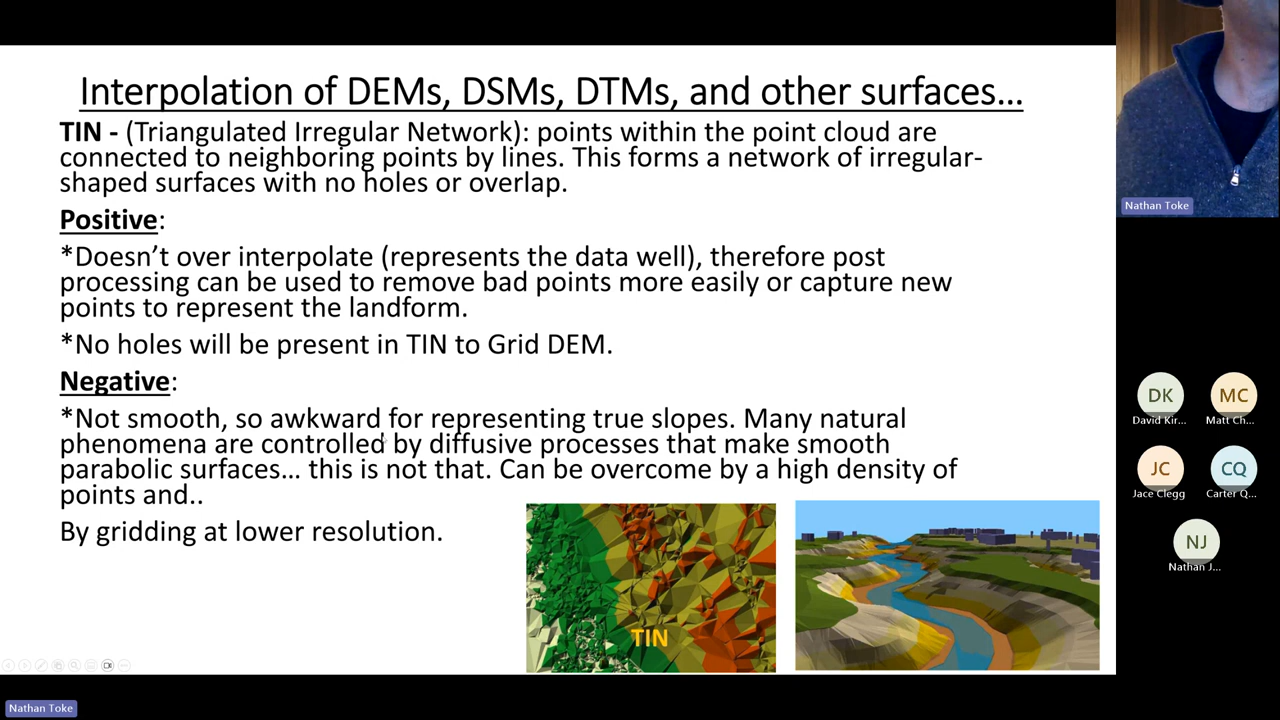 Interpolation of DEMs, DSMs, DTMs, and other surfaces...
TIN - (Triangulated Irregular Network): points within the point cloud are
connected to neighboring points by lines. This forms a network of irregular-
shaped surfaces with no holes or overlap.
Positive:
*Doesn't over interpolate (represents the data well), therefore post
processing can be used to remove bad points more easily or capture new
points to represent the landform.
*No holes will be present in TIN to Grid DEM.
Negative:
*Not smooth, so awkward for representing true slopes. Many natural
phenomena are controlled by diffusive processes that make smooth
parabolic surfaces... this is not that. Can be overcome by a high density of
points and..
By gridding at lower resolution.
TIN
Nathan Toke
DK
David Kir...
MC
Matt Ch...
JC
Jace Clegg
CQ
Carter Q...
NJ
Nathan J...
Nathan Toke